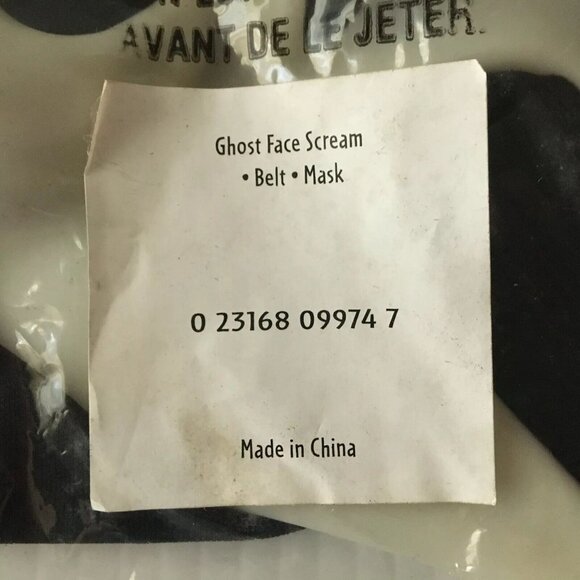 AVANT DE LE JETER.
Ghost Face Scream
• Belt • Mask
0 23168 09974 7
Made in China